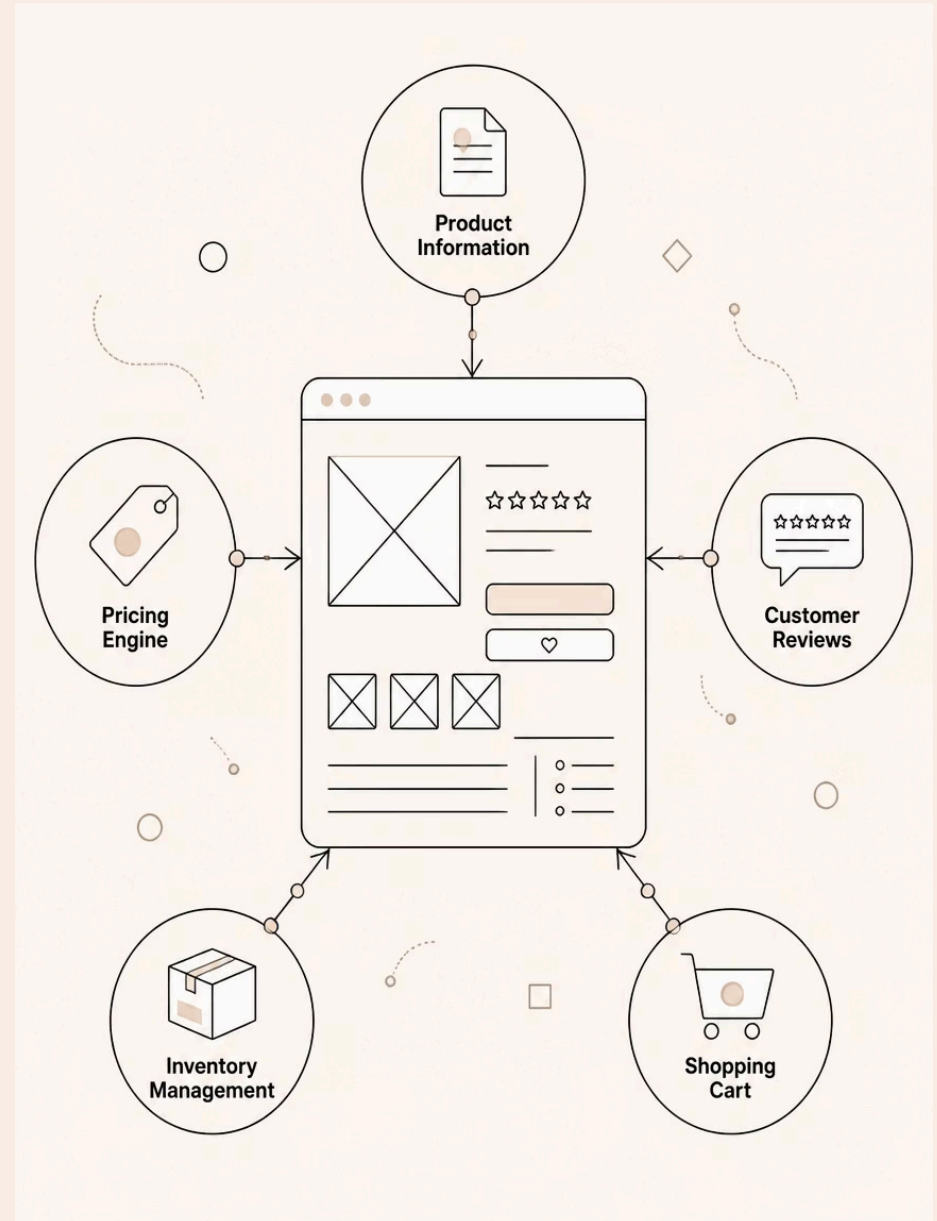 Product
Information
Pricing
Engine
Customer
Reviews
Inventory
Management
Shopping
Cart